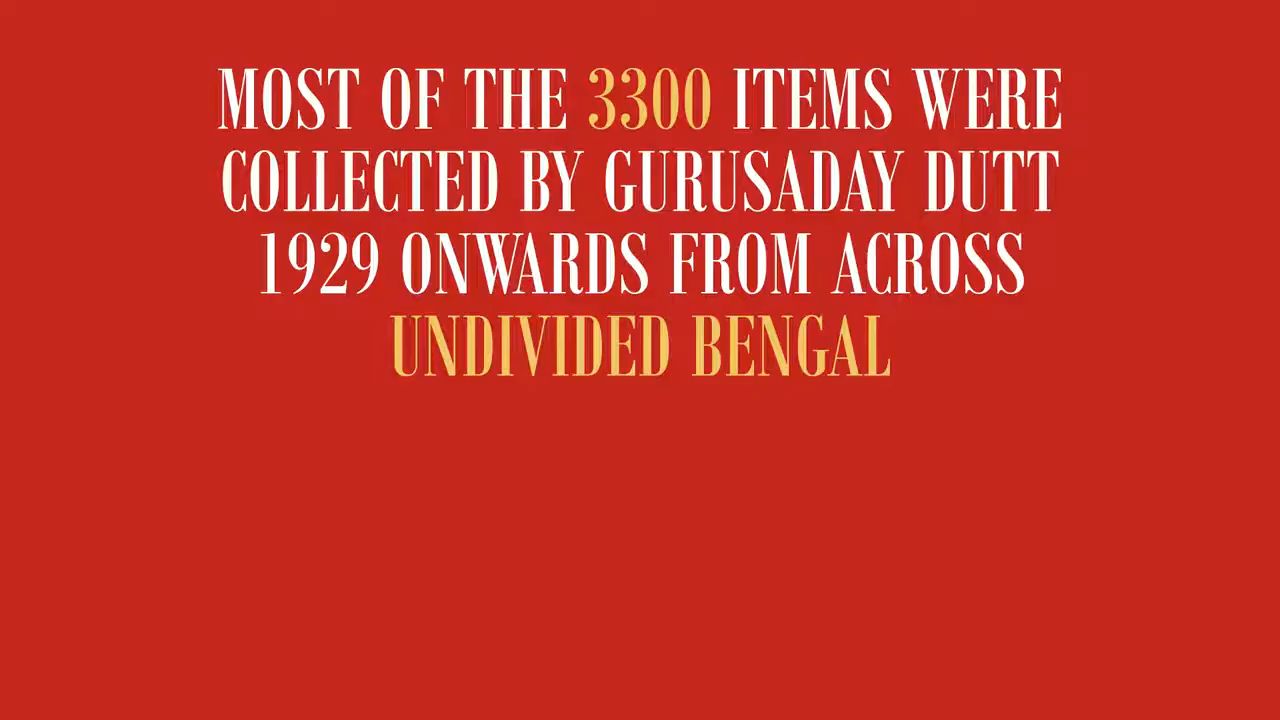 MOST OF THE 3300 ITEMS WERE
COLLECTED BY GURUSADAY DUTT
1929 ONWARDS FROM ACROSS
UNDIVIDED BENGAL